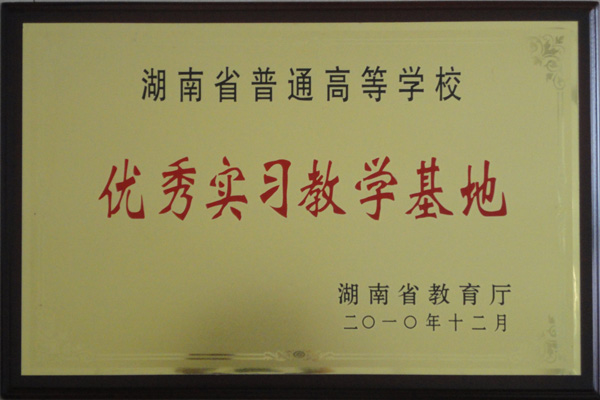 湖南省普通高等学校
优秀实习教学基地
湖南省教育厅
二〇一〇年十二月